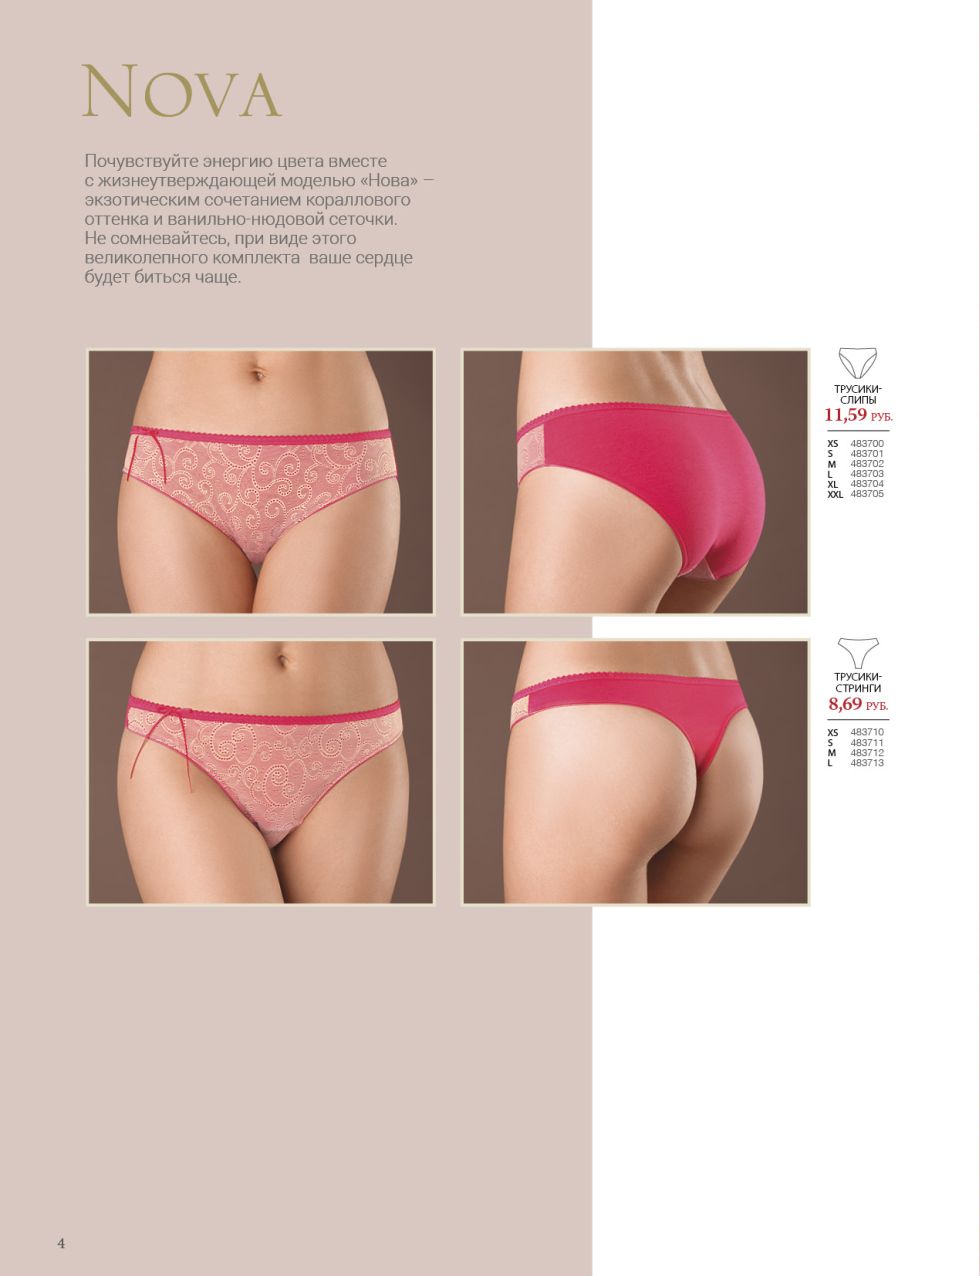 NOVA
Почувствуйте энергию цвета вместе
с жизнеутверждающей моделью «Нова» —
экзотическим сочетанием кораллового
оттенка и ванильно-нюдовой сеточки.
Не сомневайтесь, при виде этого
великолепного комплекта ваше сердце
будет биться чаще.
ТРУСИКИ-
СЛИПЫ
11,59 РУБ.
XS 483700
S 483701
M 483702
L 483703
XL 483704
XXL 483705
ТРУСИКИ-
СТРИНГИ
8,69 РУБ.
XS 483710
S 483711
M 483712
L 483713
4